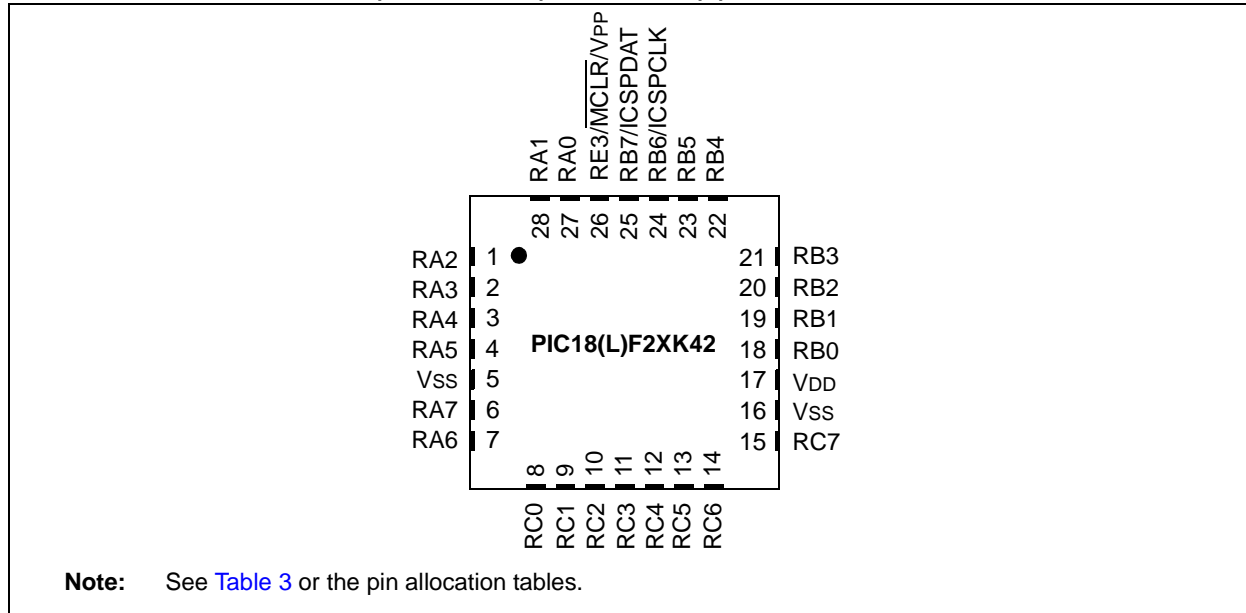 RA1
RA0
RE3/MCLR/VPP
RB7/ICSPDAT
RB6/ICSPCLK
RB5
RB4
28
27
26
25
24
23
22
RA2 1
RA3 2
RA4 3
RA5 4
VSS 5
RA7 6
RA6 7
PIC18(L)F2XK42
21 RB3
20 RB2
19 RB1
18 RB0
17 VDD
16 VSS
15 RC7
8
9
10
11
12
13
14
RC0
RC1
RC2
RC3
RC4
RC5
RC6
Note: See Table 3 or the pin allocation tables.